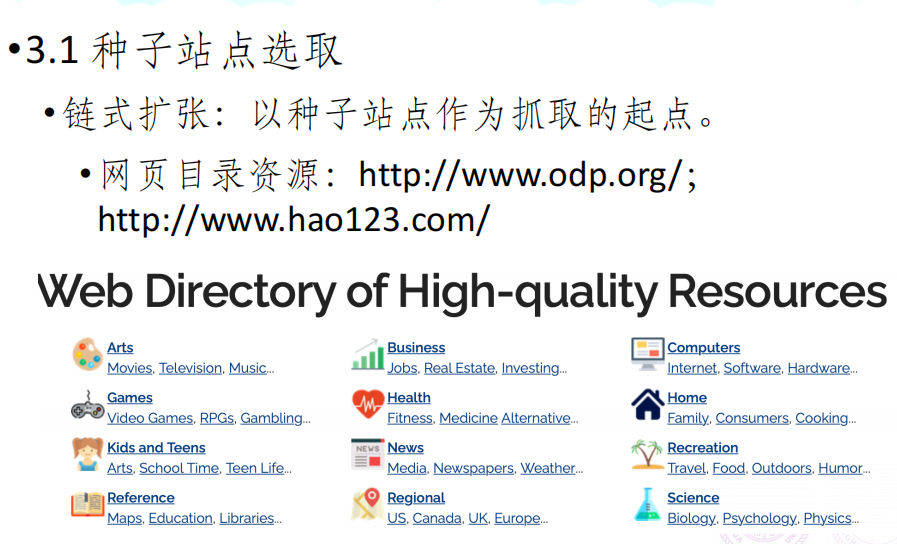 •3.1 种子站点选取
•链式扩张：以种子站点作为抓取的起点。
•网页目录资源：http://www.odp.org/；
http://www.hao123.com/
Web Directory of High-quality Resources
Arts
Movies, Television, Music...
Business
Jobs, Real Estate, Investing...
Computers
Internet, Software, Hardware...
Games
Video Games, RPGs, Gambling...
Health
Fitness, Medicine Alternative...
Home
Family, Consumers, Cooking...
Kids and Teens
Arts, School Time, Teen Life...
NEWS
News
Media, Newspapers, Weather...
Recreation
Travel, Food, Outdoors, Humor...
Reference
Maps, Education, Libraries...
Regional
US, Canada, UK, Europe...
Science
Biology, Psychology, Physics...